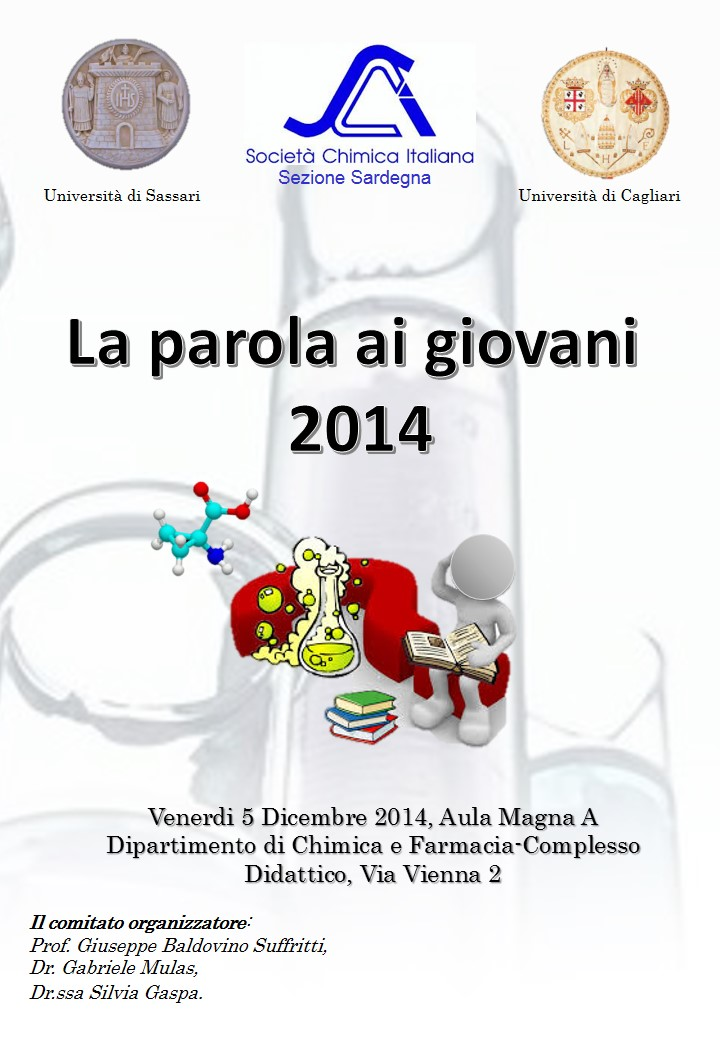 Società Chimica Italiana
Sezione Sardegna
Università di Sassari
Università di Cagliari
La parola ai giovani
2014
Venerdi 5 Dicembre 2014, Aula Magna A
Dipartimento di Chimica e Farmacia-Complesso
Didattico, Via Vienna 2
Il comitato organizzatore:
Prof. Giuseppe Baldovino Suffritti,
Dr. Gabriele Mulas,
Dr.ssa Silvia Gaspa.